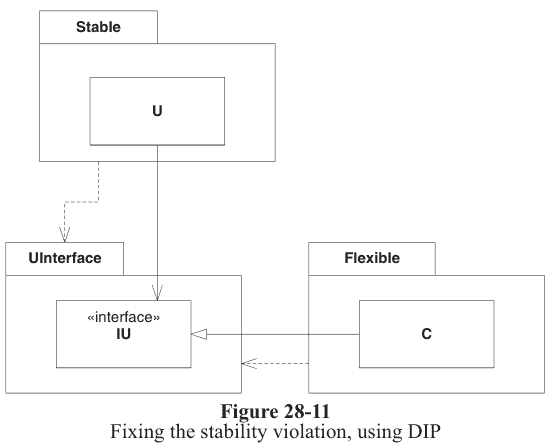 Stable
U
UInterface
Flexible
«interface»
IU
C
Figure 28-11
Fixing the stability violation, using DIP